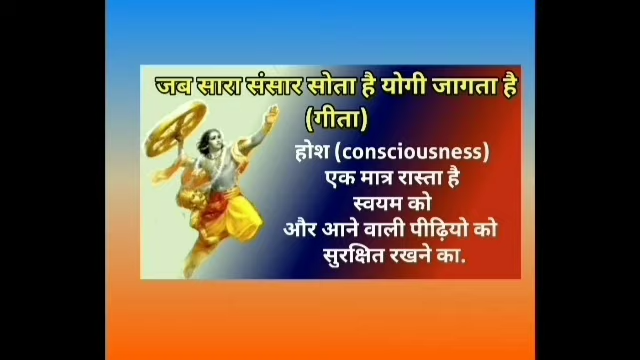 जब सारा संसार सोता है योगी जागता है
(गीता)
होश (consciousness)
एक मात्र रास्ता है
स्वयम को
और आने वाली पीढ़ियो को
सुरक्षित रखने का.